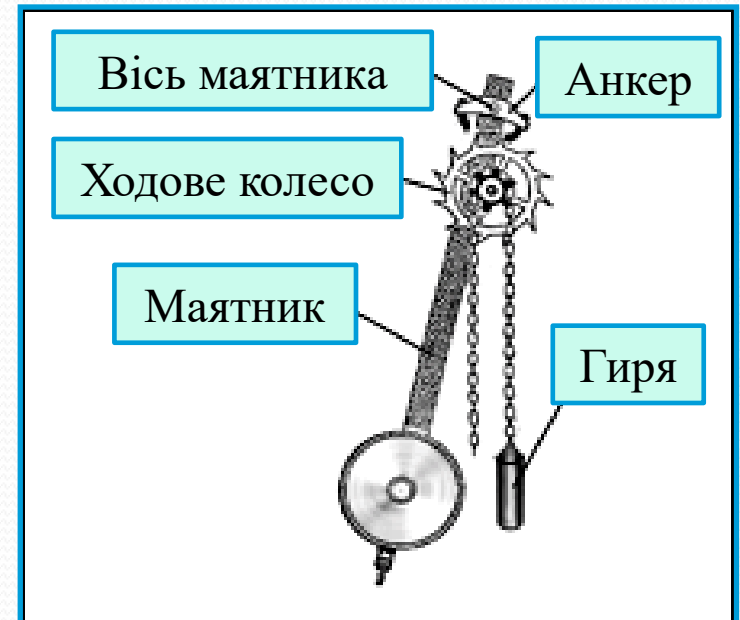 Вісь маятника
Анкер
Ходове колесо
Маятник
Гиря